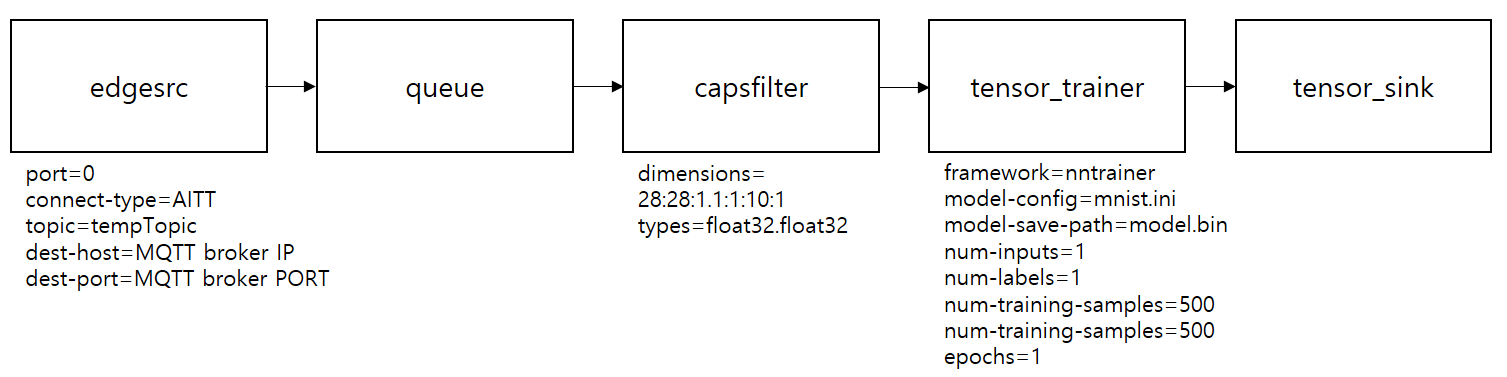 edgesrc
queue
capsfilter
tensor_trainer
tensor_sink
port=0
connect-type=AITT
topic=tempTopic
dest-host=MQTT broker IP
dest-port=MQTT broker PORT
dimensions=
28:28:1.1:1:10:1
types=float32.float32
framework=nntrainer
model-config=mnist.ini
model-save-path=model.bin
num-inputs=1
num-labels=1
num-training-samples=500
num-training-samples=500
epochs=1